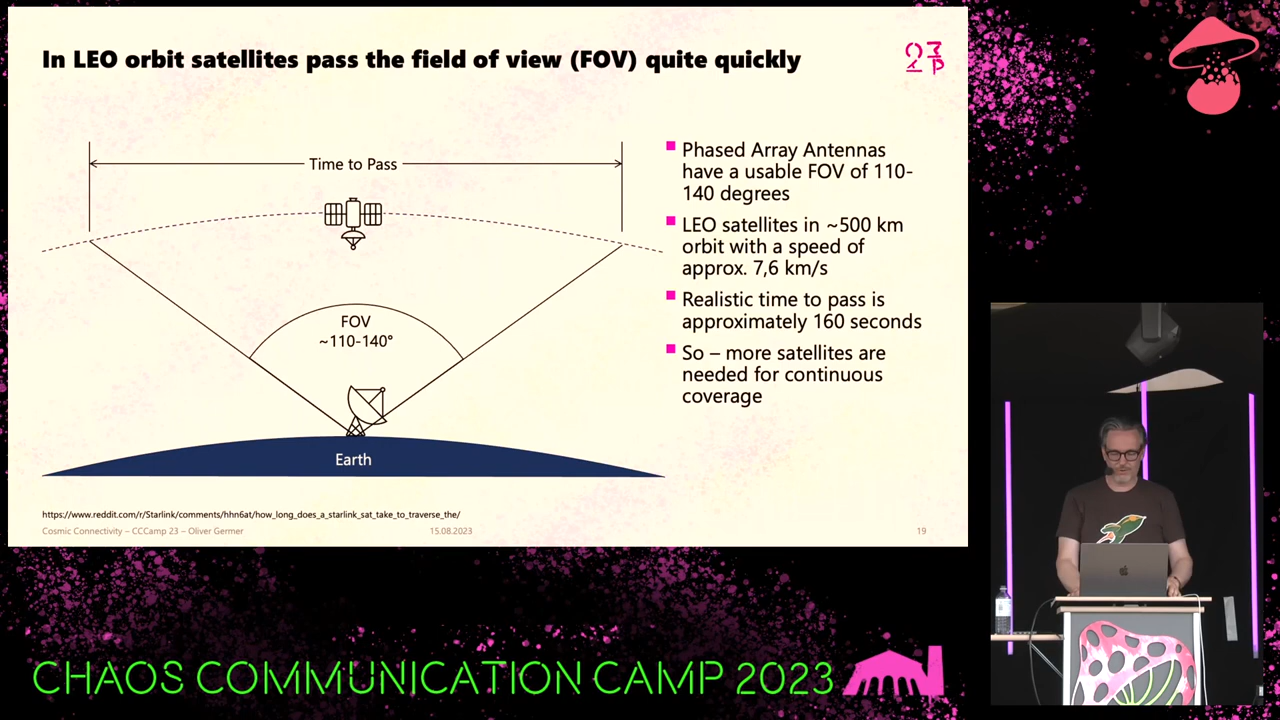 In LEO orbit satellites pass the field of view (FOV) quite quickly
Time to Pass
FOV
~110-140°
Earth
Phased Array Antennas
have a usable FOV of 110-
140 degrees
LEO satellites in ~500 km
orbit with a speed of
approx. 7,6 km/s
Realistic time to pass is
approximately 160 seconds
So – more satellites are
needed for continuous
coverage
https://www.reddit.com/r/Starlink/comments/hhn6at/how_long_does_a_starlink_sat_take_to_traverse_the/
Cosmic Connectivity – CCCamp 23 – Oliver Germer
15.08.2023
19
CHAOS COMMUNICATION CAMP 2023